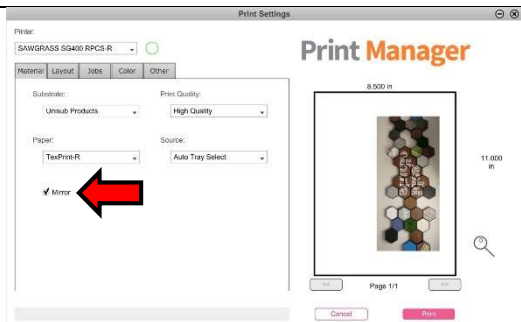 Print Settings
Printer:
SAWGRASS SG400 RPCS-R
Print Manager
Material Layout Jobs Color Other
8.500 in
Substrate: Print Quality:
Unisub Products High Quality
Paper: Source:
TexPrint-R Auto Tray Select
11.000
in
Mirror
<< Page 1/1 >>
Cancel Print